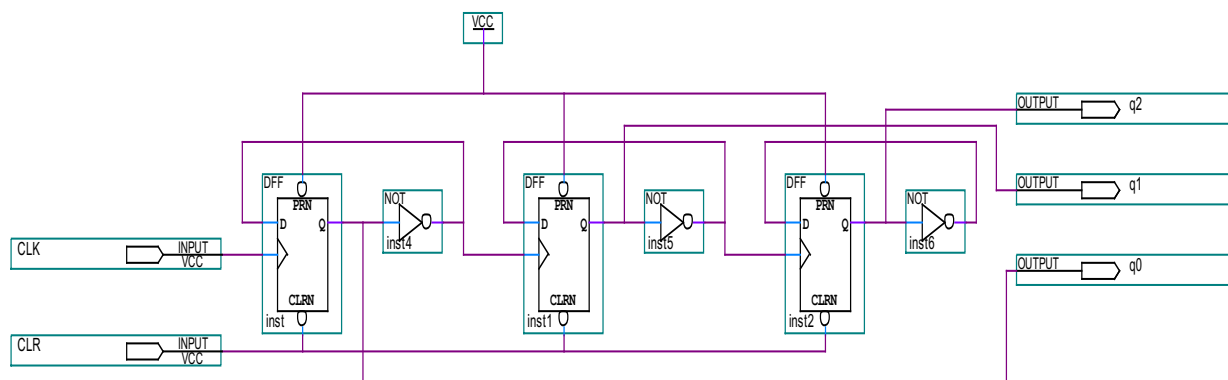 VCC
OUTPUT q2
DFF DFF DFF OUTPUT q1
PRN NOT PRN NOT PRN NOT
D Q D Q D Q
CLK INPUT inst4 inst5 inst6
VCC
OUTPUT q0
CLRN CLRN CLRN
inst inst1 inst2
CLR INPUT
VCC